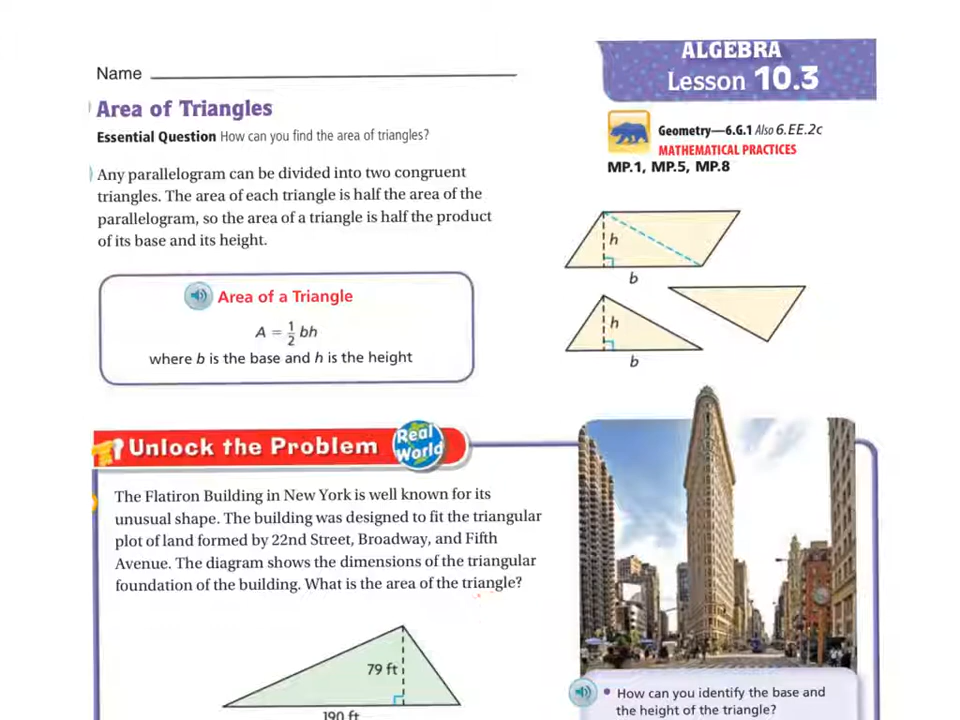 Name
ALGEBRA
Lesson 10.3
Area of Triangles
Essential Question How can you find the area of triangles?
Geometry—6.G.1 Also 6.EE.2c
MATHEMATICAL PRACTICES
MP.1, MP.5, MP.8
Any parallelogram can be divided into two congruent
triangles. The area of each triangle is half the area of the
parallelogram, so the area of a triangle is half the product
of its base and its height.
h
b
h
b
Area of a Triangle
A = 1/2 bh
where b is the base and h is the height
Unlock the Problem
Real
World
The Flatiron Building in New York is well known for its
unusual shape. The building was designed to fit the triangular
plot of land formed by 22nd Street, Broadway, and Fifth
Avenue. The diagram shows the dimensions of the triangular
foundation of the building. What is the area of the triangle?
79 ft
190 ft
• How can you identify the base and
the height of the triangle?